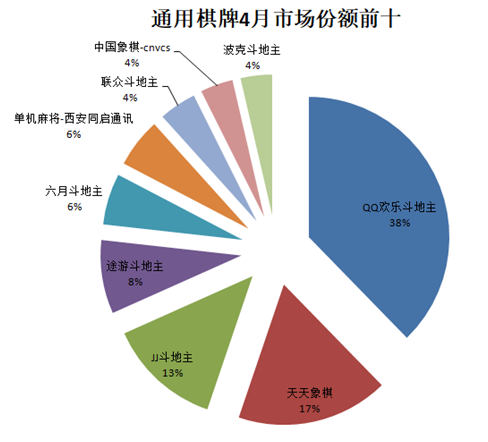 通用棋牌4月市场份额前十
QQ欢乐斗地主
38%
天天象棋
17%
JJ斗地主
13%
途游斗地主
8%
六月斗地主
6%
单机麻将-西安同启通讯
6%
联众斗地主
4%
中国象棋-cnvcs
4%
波克斗地主
4%